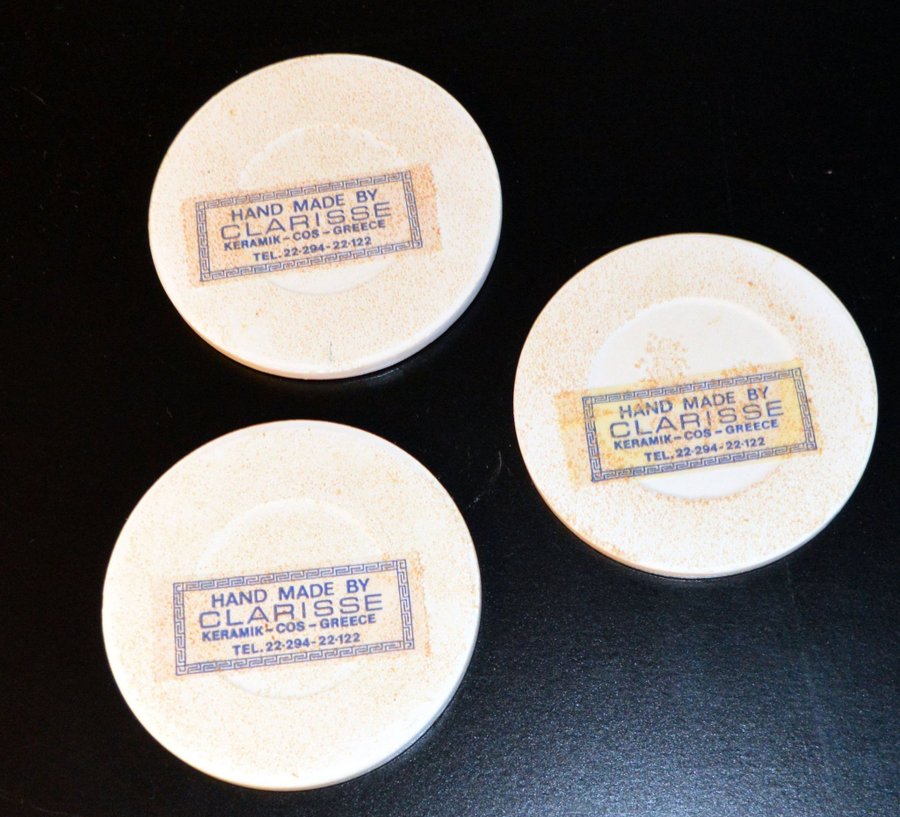 HAND MADE BY
CLARISSE
KERAMIK-COS-GREECE
TEL. 22-294-22-122
HAND MADE BY
CLARISSE
KERAMIK-COS-GREECE
TEL. 22-294-22-122
HAND MADE BY
CLARISSE
KERAMIK-COS-GREECE
TEL. 22-294-22-122